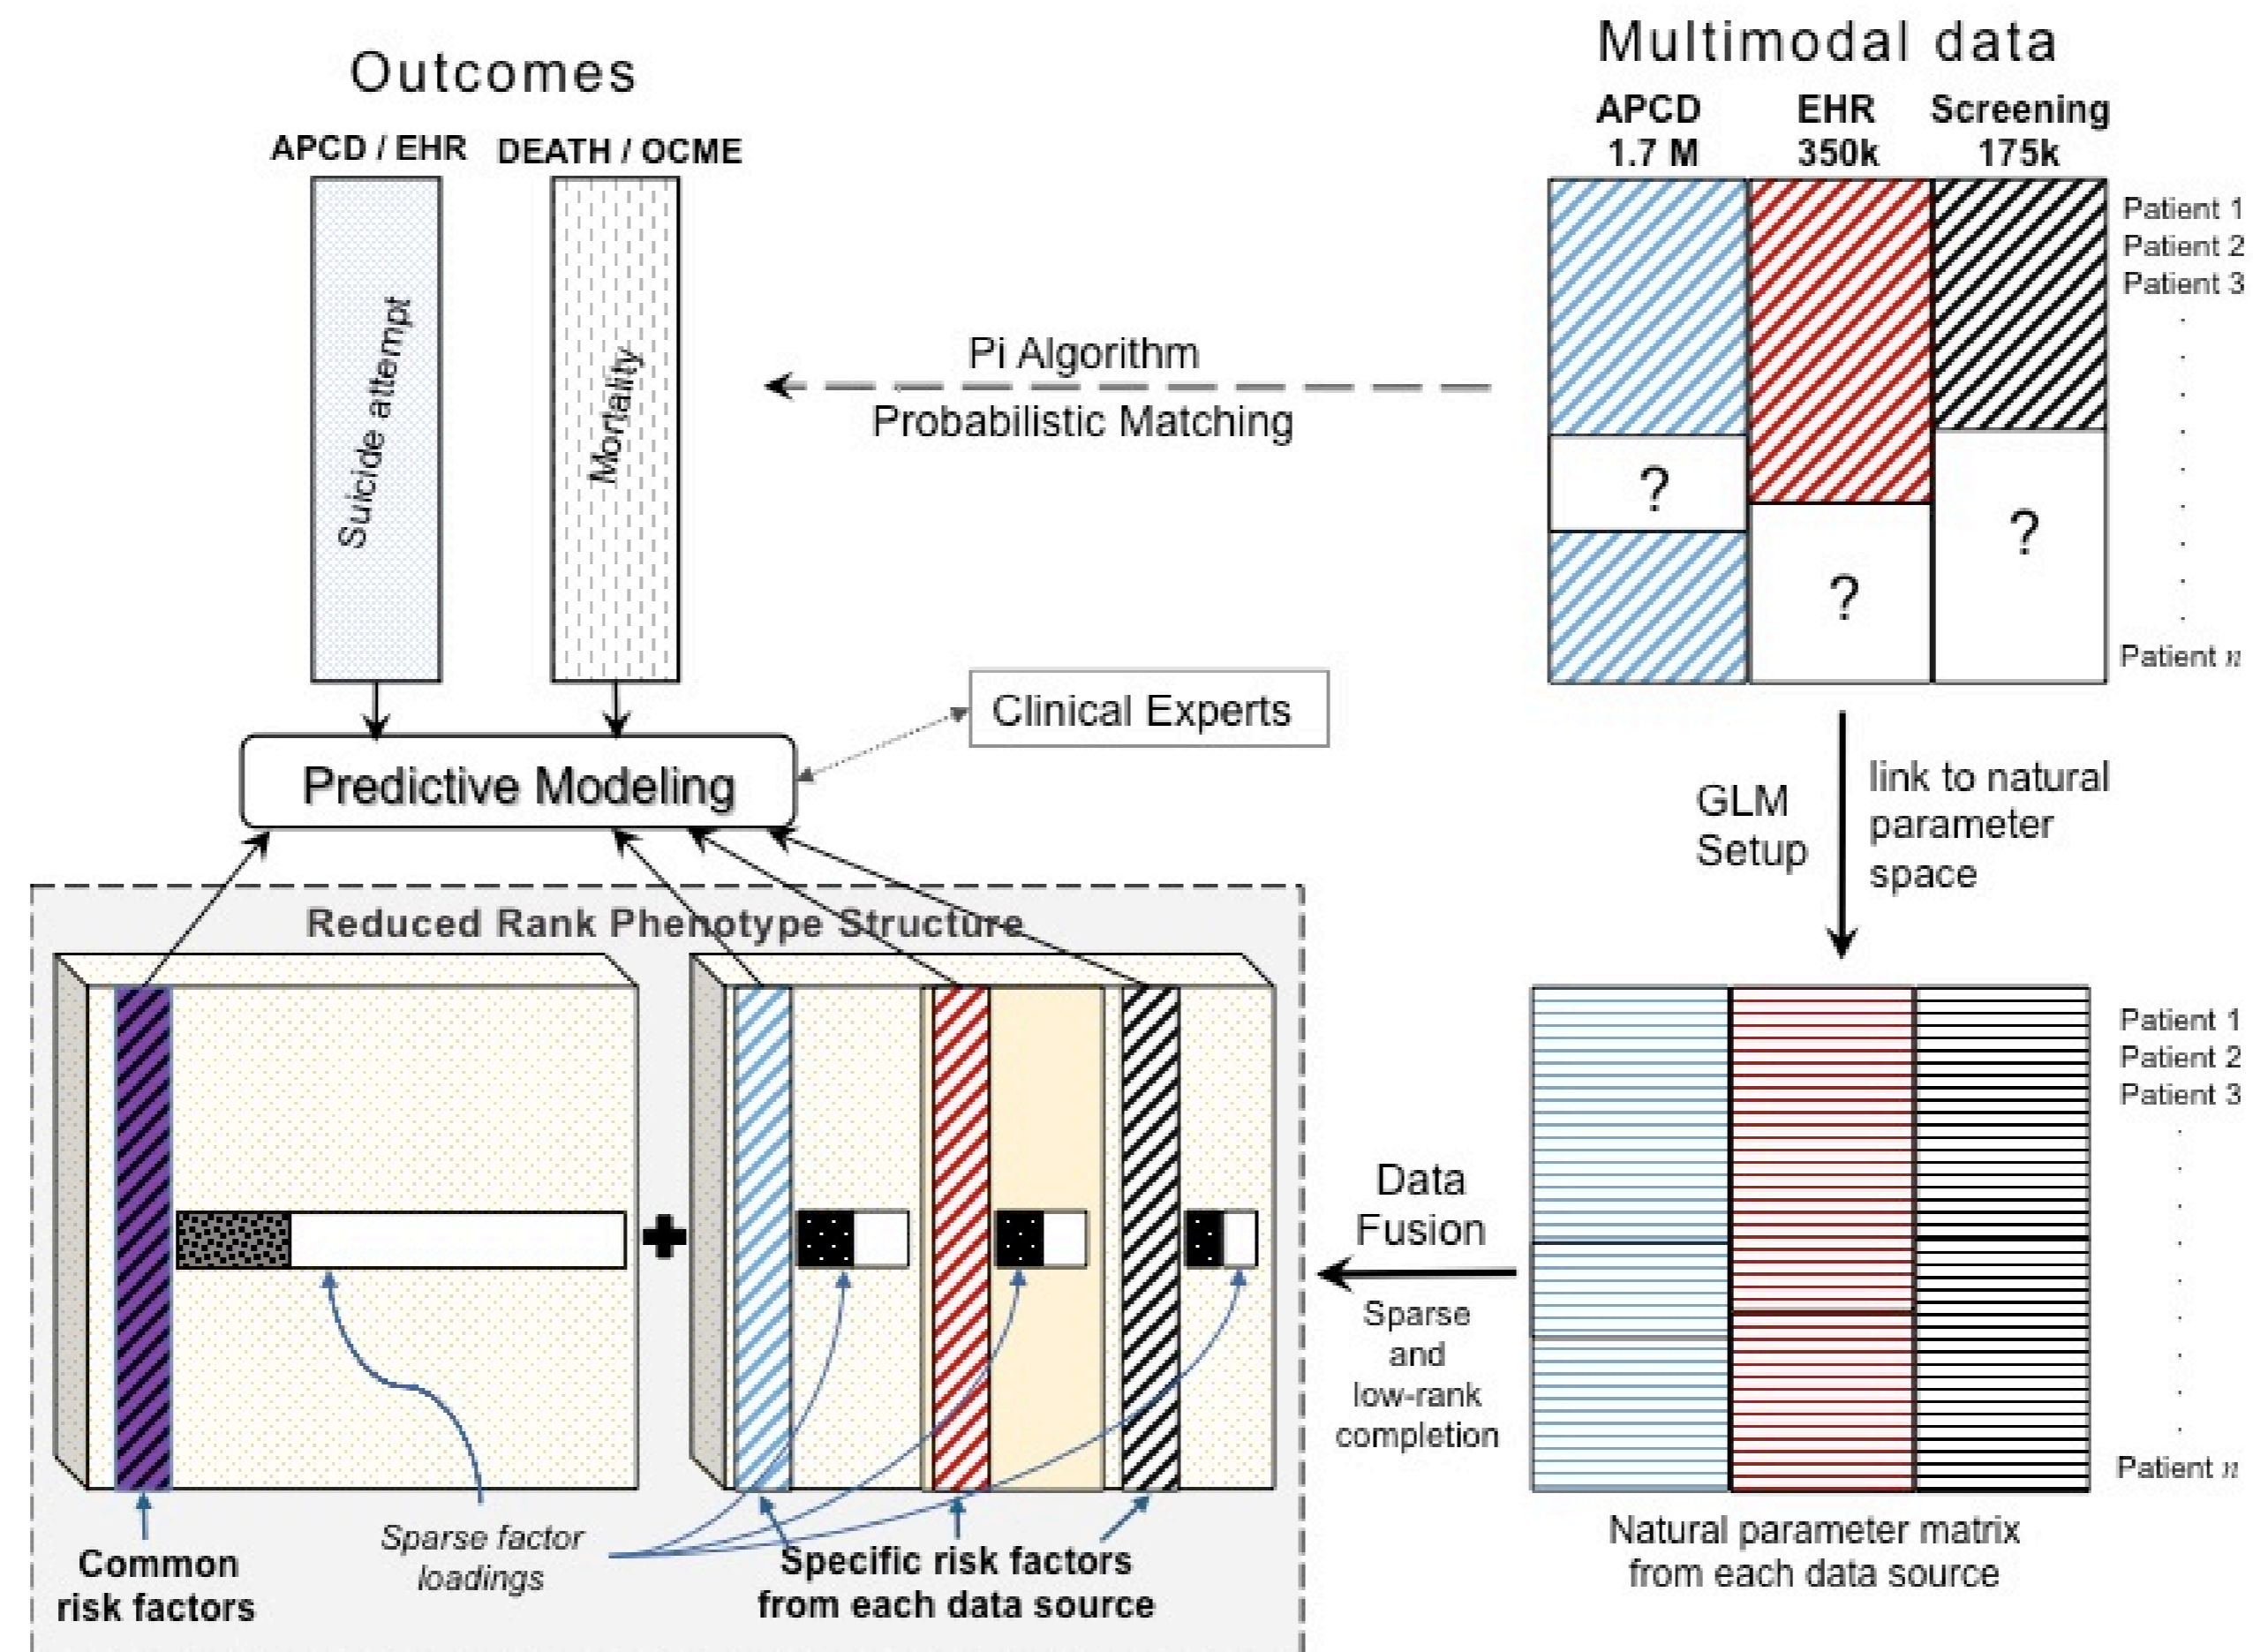 Outcomes
APCD / EHR
DEATH / OCME
Suicide attempt
Mortality
Pi Algorithm
Probabilistic Matching
Multimodal data
APCD
1.7 M
EHR
350k
Screening
175k
?
?
?
Patient 1
Patient 2
Patient 3
Patient n
Clinical Experts
Predictive Modeling
GLM
Setup
link to natural
parameter
space
Reduced Rank Phenotype Structure
Common
risk factors
Sparse factor
loadings
Specific risk factors
from each data source
Data
Fusion
Sparse
and
low-rank
completion
Patient 1
Patient 2
Patient 3
Patient n
Natural parameter matrix
from each data source